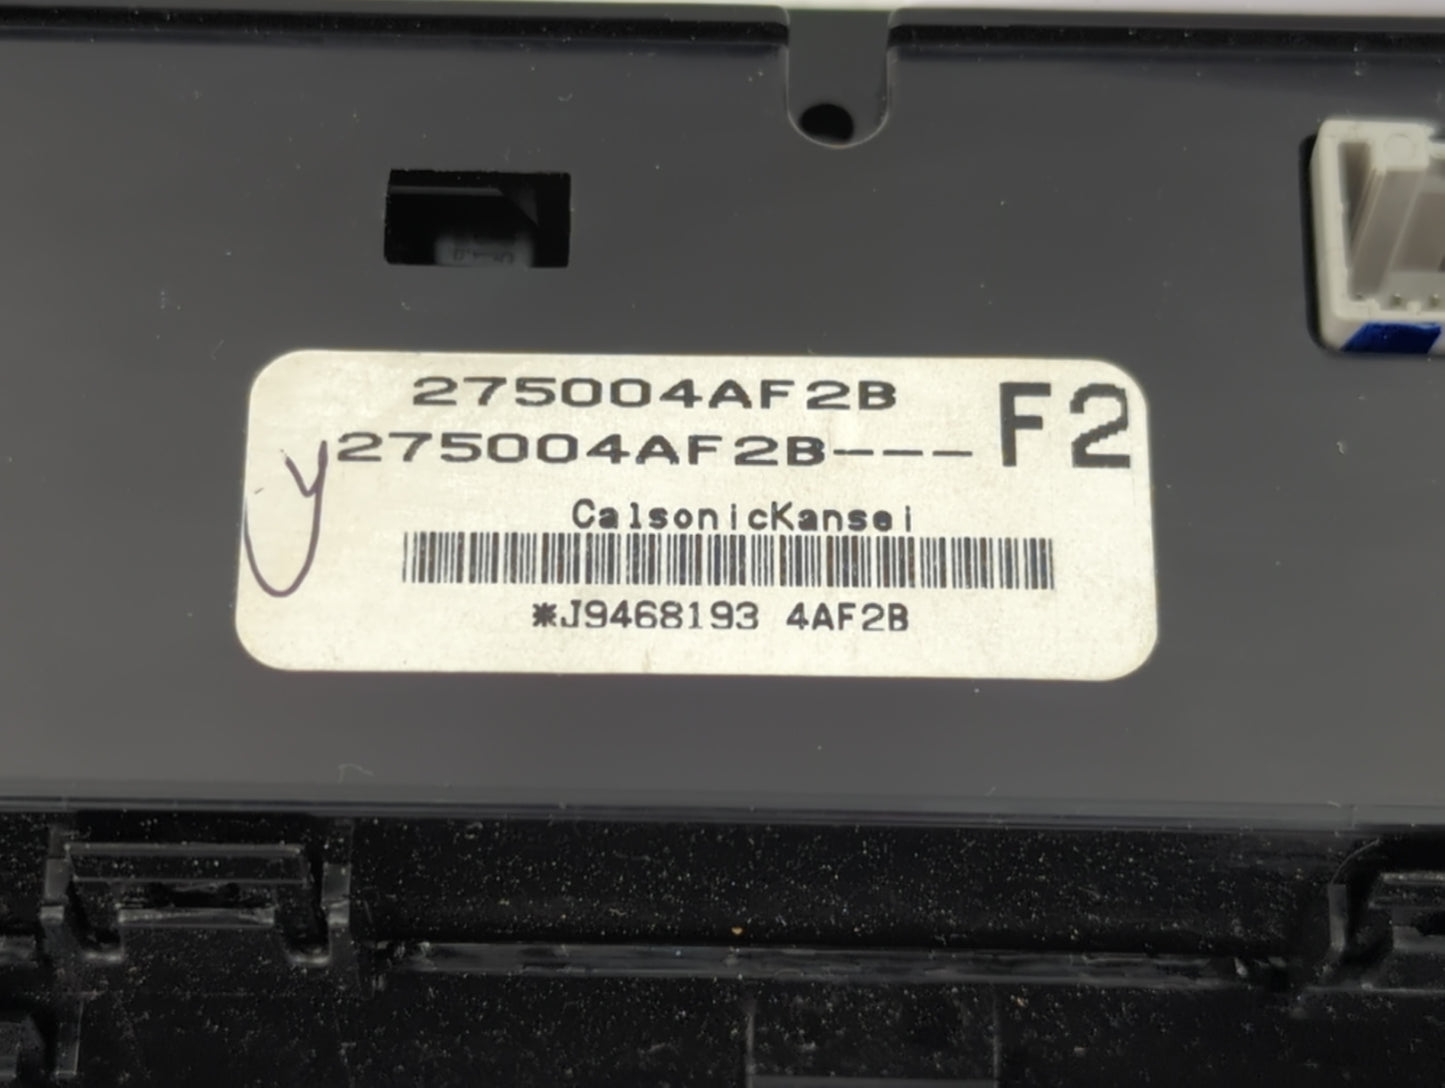 275004AF2B
275004AF2B---
F2
y
CalsonicKansei
*J9468193 4AF2B